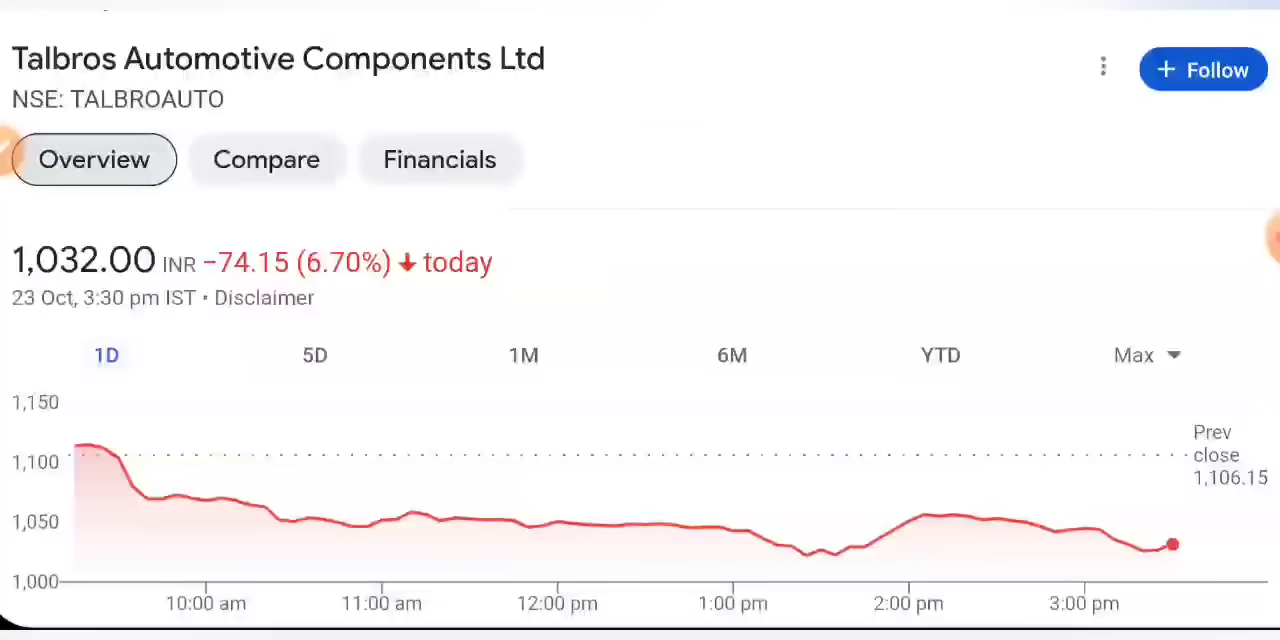 Talbros Automotive Components Ltd
+ Follow
NSE: TALBROAUTO
Overview Compare Financials
1,032.00 INR −74.15 (6.70%) ↓ today
23 Oct, 3:30 pm IST • Disclaimer
1D 5D 1M 6M YTD Max
1,150
1,100
1,050
1,000
Prev
close
1,106.15
10:00 am 11:00 am 12:00 pm 1:00 pm 2:00 pm 3:00 pm